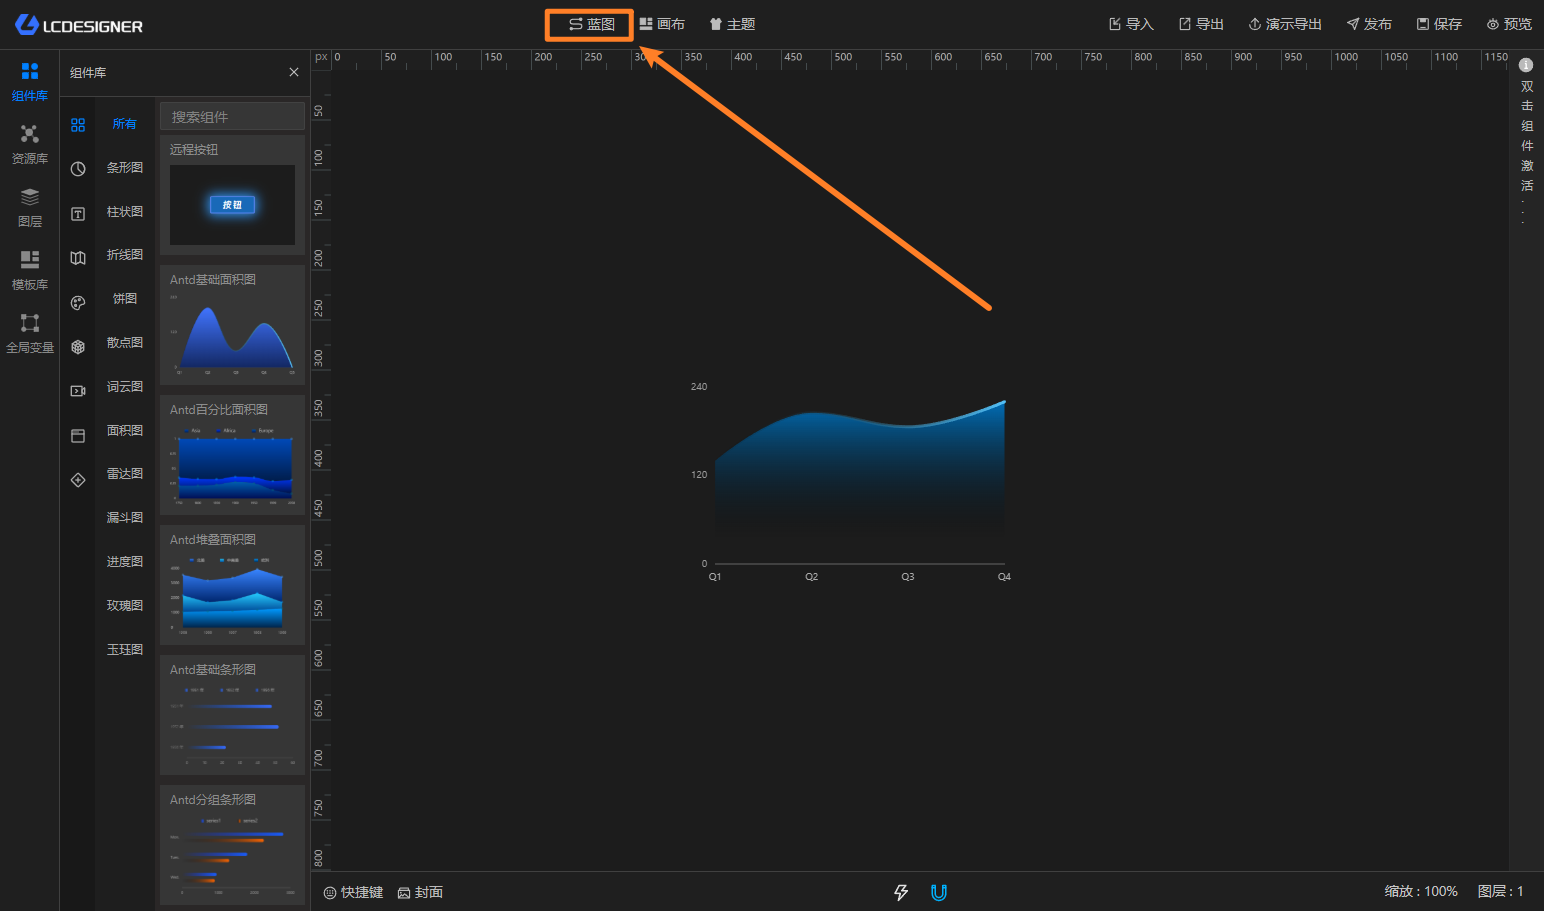 LCDESIGNER
蓝图 画布 主题
导入 导出 演示导出 发布 保存 预览
组件库
资源库
图层
模板库
全局变量
组件库
所有
条形图
柱状图
折线图
饼图
散点图
词云图
面积图
雷达图
漏斗图
进度图
玫瑰图
玉珏图
搜索组件
远程按钮
按钮
Antd基础面积图
Antd百分比面积图
Asia Africa Europe
Antd堆叠面积图
Antd基础条形图
Antd分组条形图
series1 series2
px 0 50 100 150 200 250 300 350 400 450 500 550 600 650 700 750 800 850 900 950 1000 1050 1100 1150
50
100
150
200
250
300
350
400
450
500
550
600
650
700
750
800
240
120
0
Q1 Q2 Q3 Q4
双
击
组
件
激
活
.
.
.
快捷键 封面
缩放 : 100% 图层 : 1